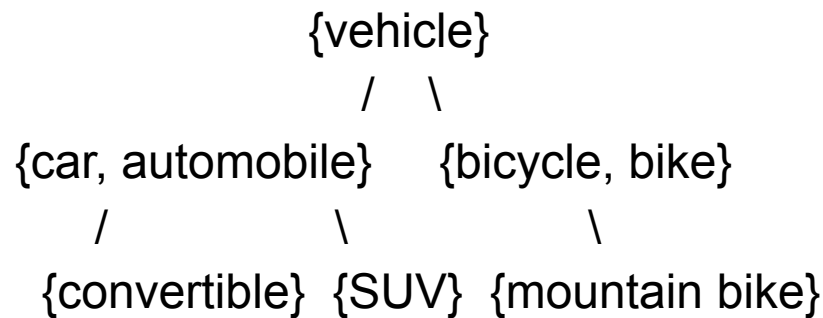 {vehicle}
/ \
{car, automobile} {bicycle, bike}
/ \ \
{convertible} {SUV} {mountain bike}